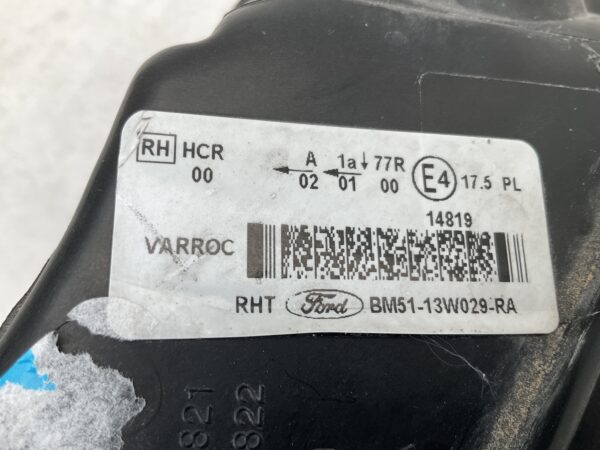 RH HCR A 1a 77R E4 17.5 PL
00 02 01 00
14819
VARROC
RHT Ford BM51-13W029-RA
821
822